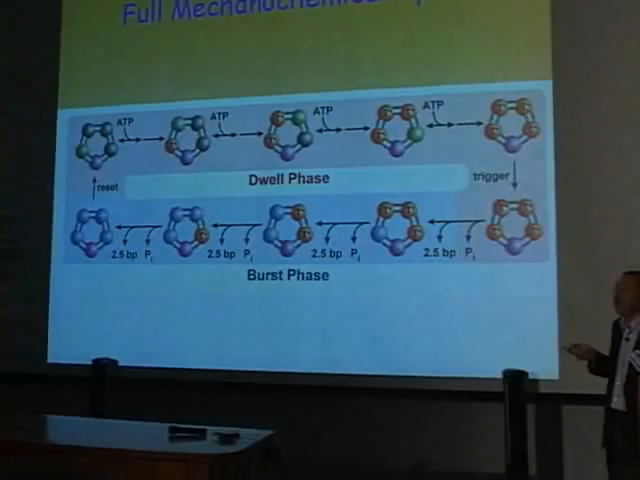 Full
ATP ATP ATP ATP
Dwell Phase
reset trigger
2.5 bp Pi 2.5 bp Pi 2.5 bp Pi 2.5 bp Pi
Burst Phase